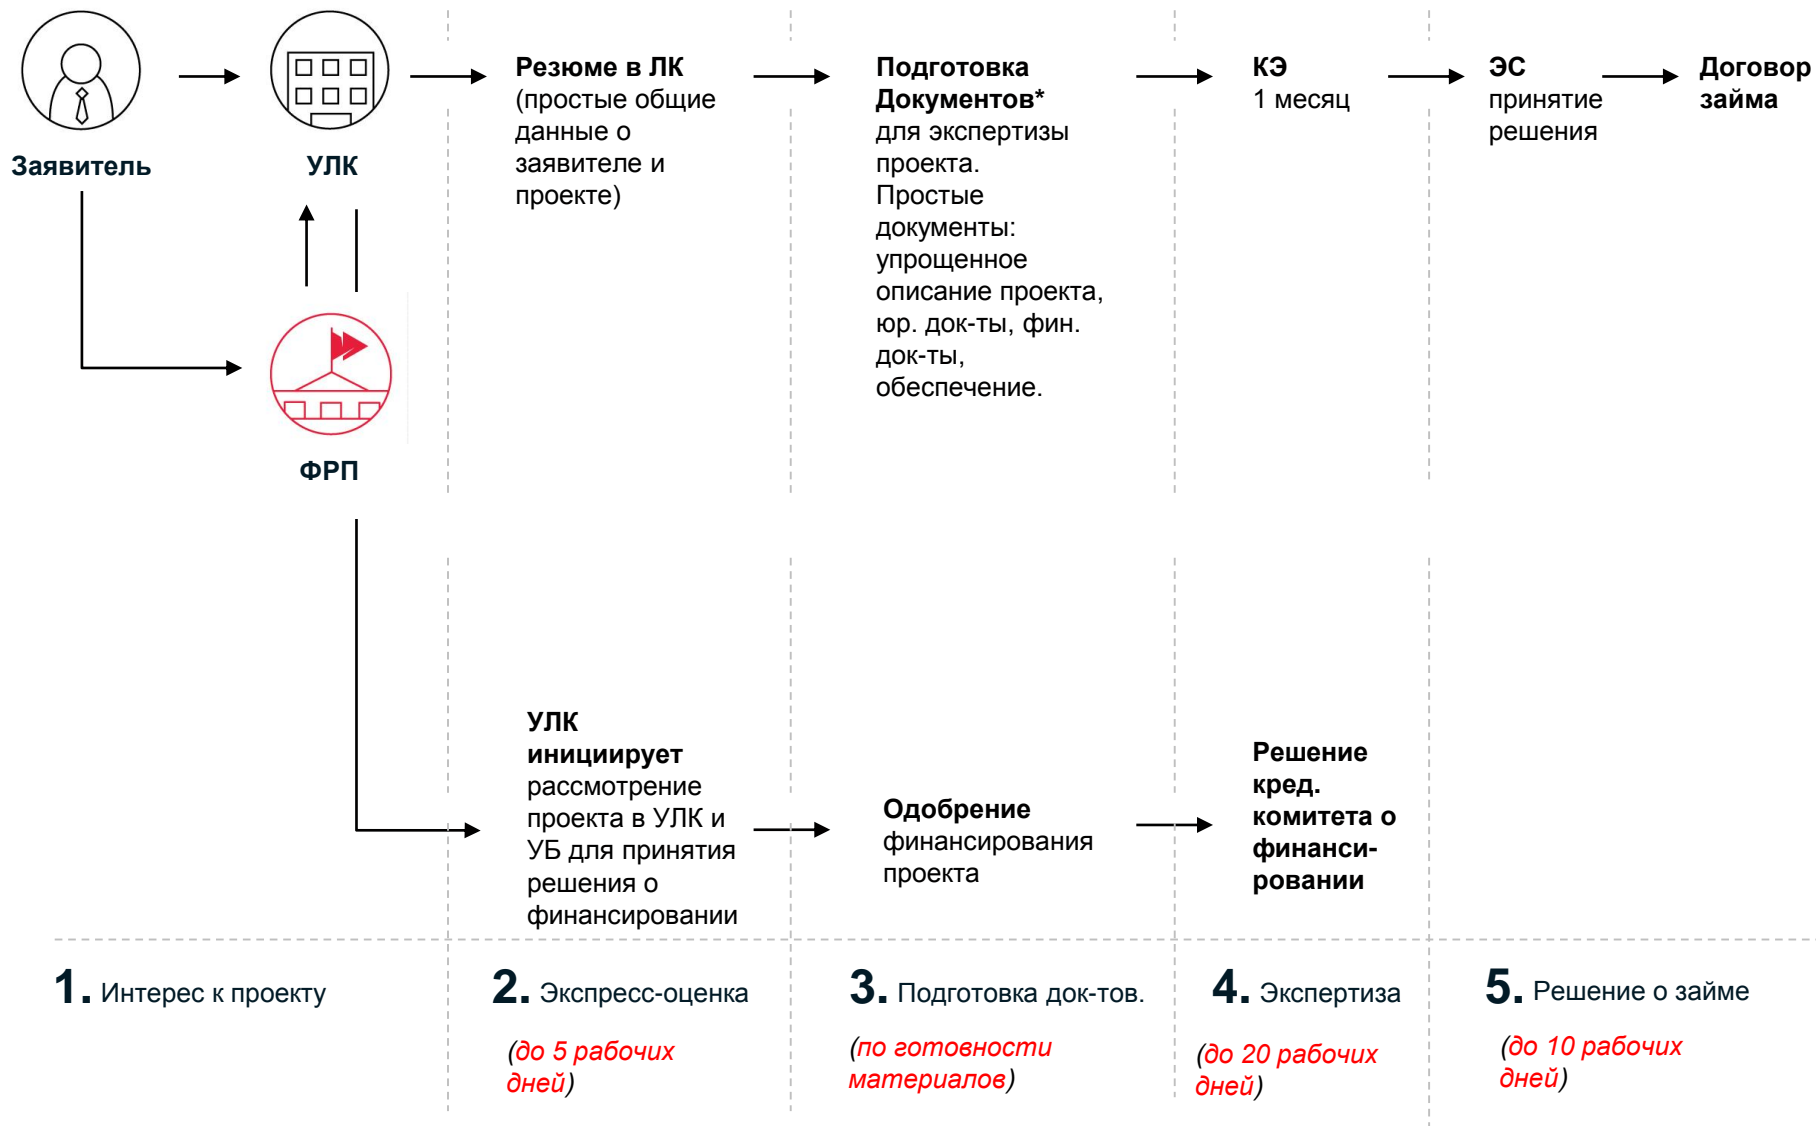 Заявитель
УЛК
ФРП
Резюме в ЛК
(простые общие
данные о
заявителе и
проекте)
Подготовка
Документов*
для экспертизы
проекта.
Простые
документы:
упрощенное
описание проекта,
юр. док-ты, фин.
док-ты,
обеспечение.
КЭ
1 месяц
ЭС
принятие
решения
Договор
займа
УЛК
инициирует
рассмотрение
проекта в УЛК и
УБ для принятия
решения о
финансировании
Одобрение
финансирования
проекта
Решение
кред.
комитета о
финанси-
ровании
1. Интерес к проекту
2. Экспресс-оценка
(до 5 рабочих
дней)
3. Подготовка док-тов.
(по готовности
материалов)
4. Экспертиза
(до 20 рабочих
дней)
5. Решение о займе
(до 10 рабочих
дней)